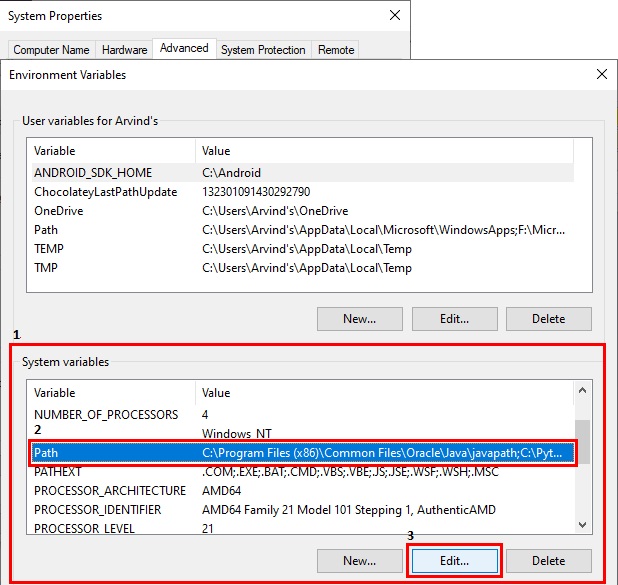 System Properties
Computer Name Hardware Advanced System Protection Remote
Environment Variables
User variables for Arvind's
Variable Value
ANDROID_SDK_HOME C:\Android
ChocolateyLastPathUpdate 132301091430292790
OneDrive C:\Users\Arvind's\OneDrive
Path C:\Users\Arvind's\AppData\Local\Microsoft\WindowsApps;F:\Micr...
TEMP C:\Users\Arvind's\AppData\Local\Temp
TMP C:\Users\Arvind's\AppData\Local\Temp
New... Edit... Delete
1
System variables
Variable Value
NUMBER_OF_PROCESSORS 4
2 Windows_NT
Path C:\Program Files (x86)\Common Files\Oracle\Java\javapath;C:\Pyt...
PATHEXT .COM;.EXE;.BAT;.CMD;.VBS;.VBE;.JS;.JSE;.WSF;.WSH;.MSC
PROCESSOR_ARCHITECTURE AMD64
PROCESSOR_IDENTIFIER AMD64 Family 21 Model 101 Stepping 1, AuthenticAMD
PROCESSOR_LEVEL 21
3
New... Edit... Delete